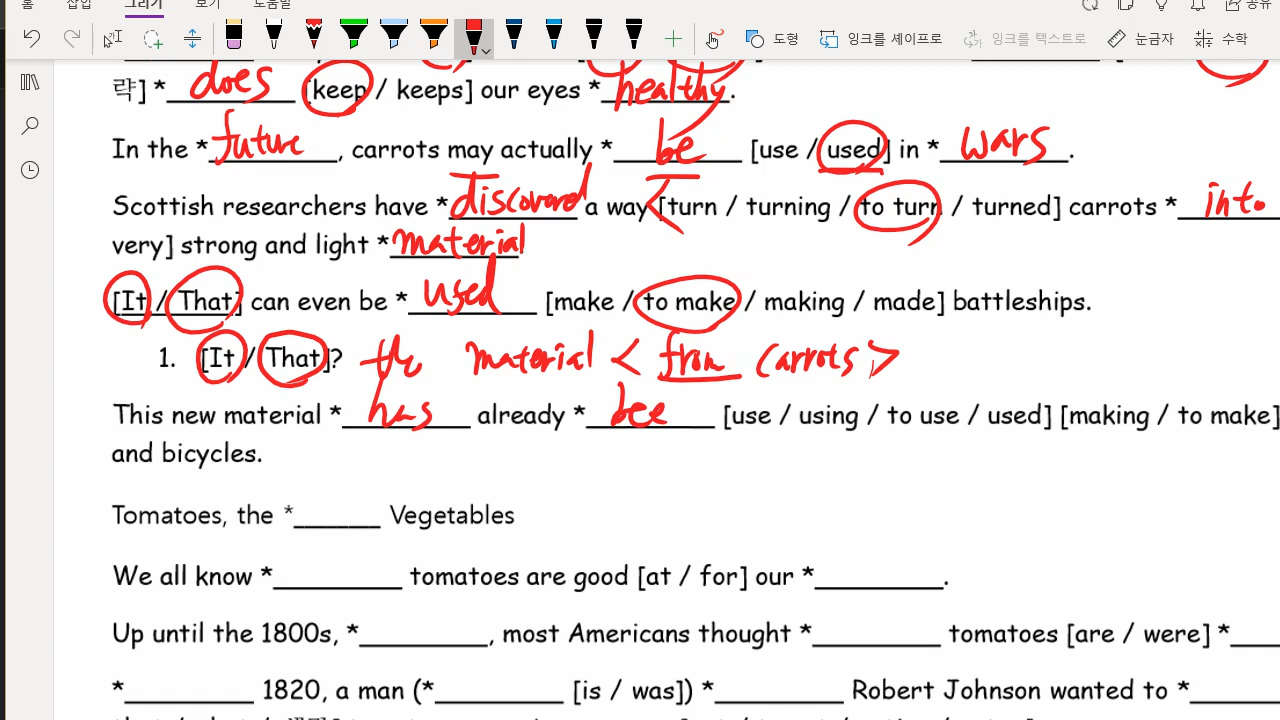 홈 삽입 그리기 보기 도움말 공유
도형 잉크를 셰이프로 잉크를 텍스트로 눈금자 수학
략] * does [keep / keeps] our eyes * healthy.
In the * future, carrots may actually * be [use / used] in * wars.
Scottish researchers have * discovered a way < [turn / turning / to turn / turned] carrots * into
very] strong and light * material
[It / That] can even be * used [make / to make / making / made] battleships.
1. [It / That]? the material < from carrots >
This new material * has already * bee [use / using / to use / used] [making / to make]
and bicycles.
Tomatoes, the *______ Vegetables
We all know *_________ tomatoes are good [at / for] our *_________.
Up until the 1800s, *_________, most Americans thought *_________ tomatoes [are / were] *___
*_________ 1820, a man (*_________ [is / was]) *_________ Robert Johnson wanted to *______